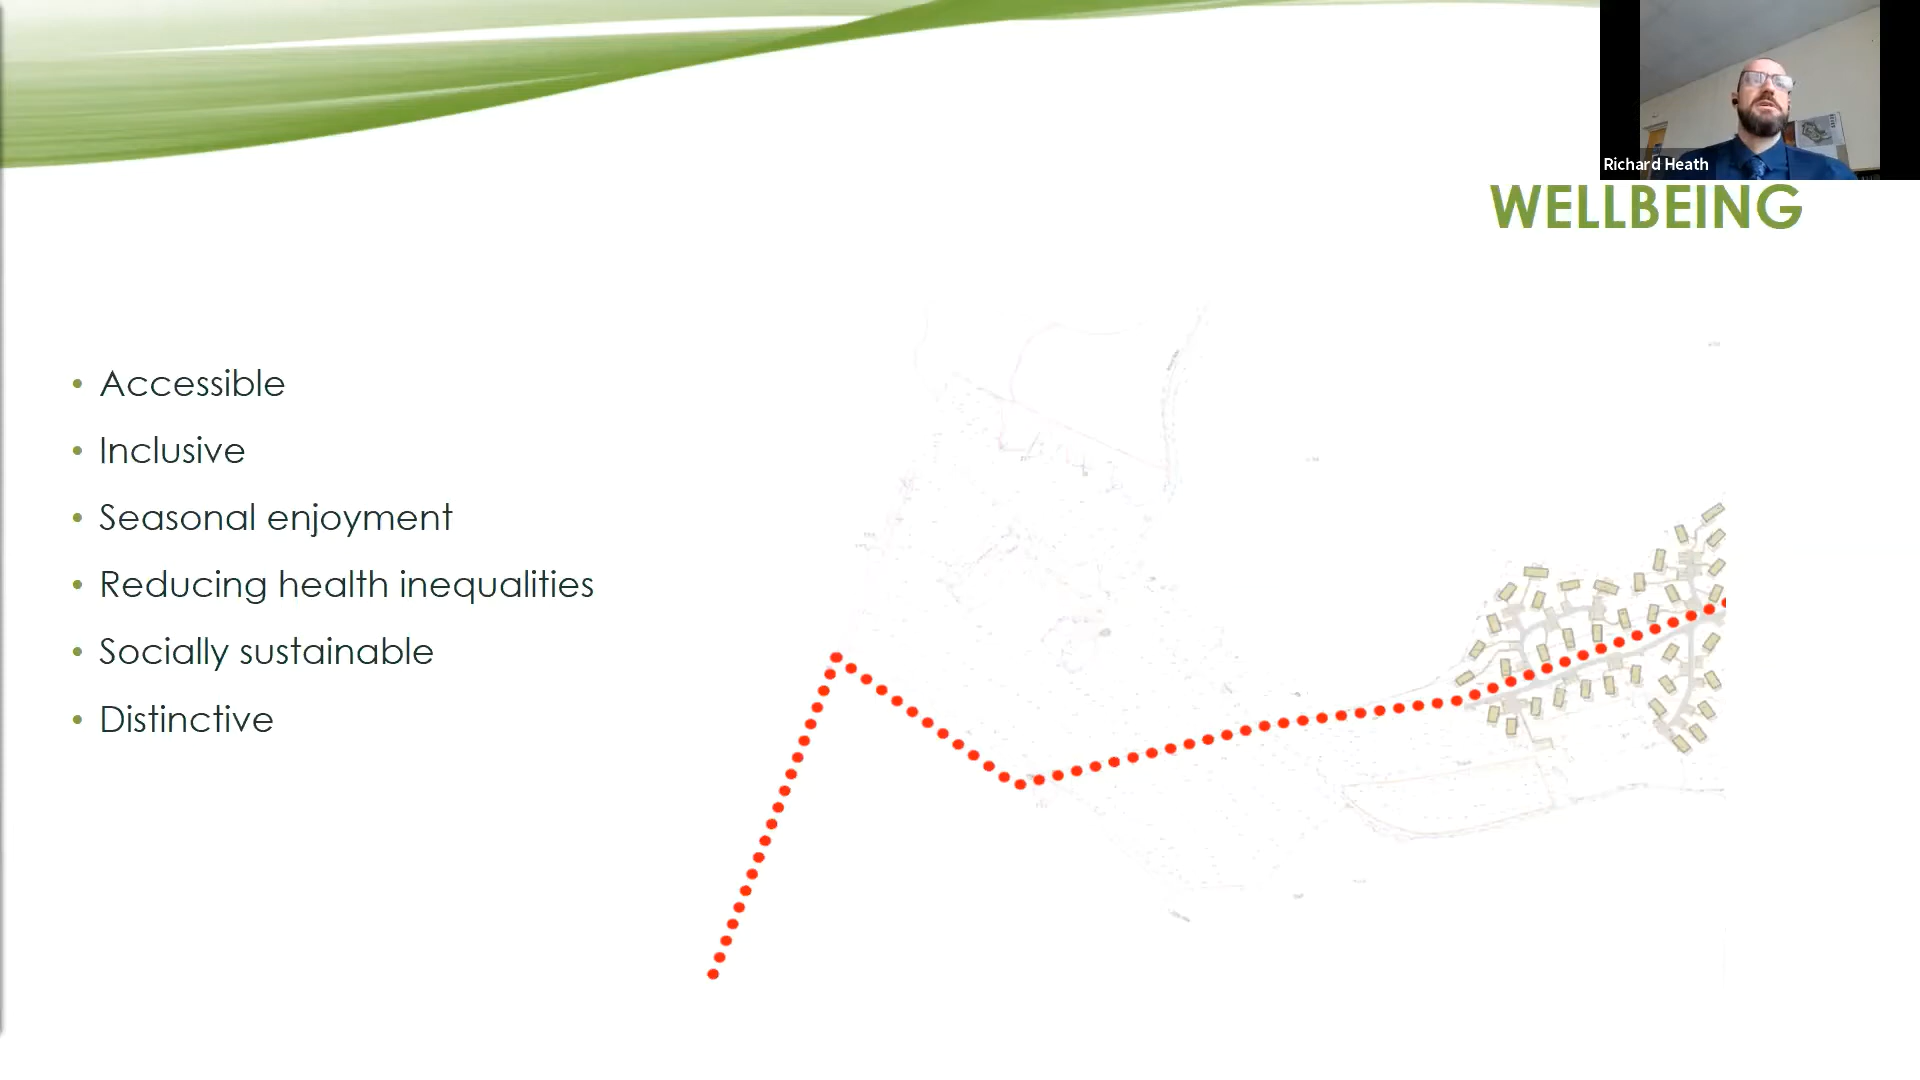 Richard Heath
WELLBEING
• Accessible
• Inclusive
• Seasonal enjoyment
• Reducing health inequalities
• Socially sustainable
• Distinctive